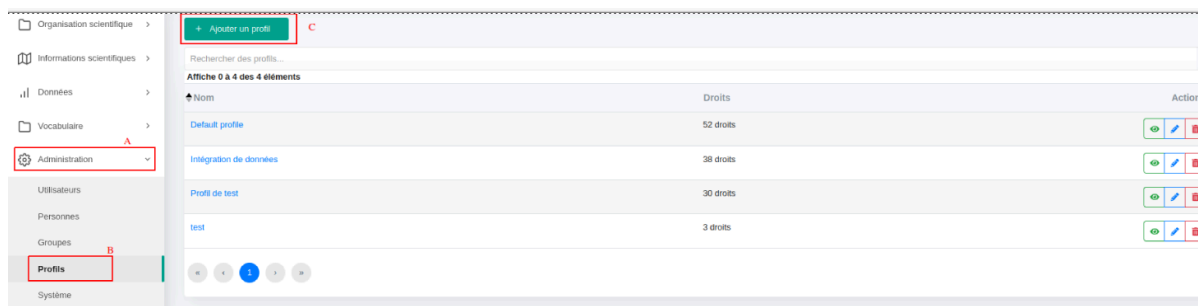 Organisation scientifique
Informations scientifiques
Données
Vocabulaire
A
Administration
Utilisateurs
Personnes
Groupes
B
Profils
Système
+ Ajouter un profil
C
Rechercher des profils...
Affiche 0 à 4 des 4 éléments
Nom Droits Action
Default profile 52 droits
Intégration de données 38 droits
Profil de test 30 droits
test 3 droits
« ‹ 1 › »